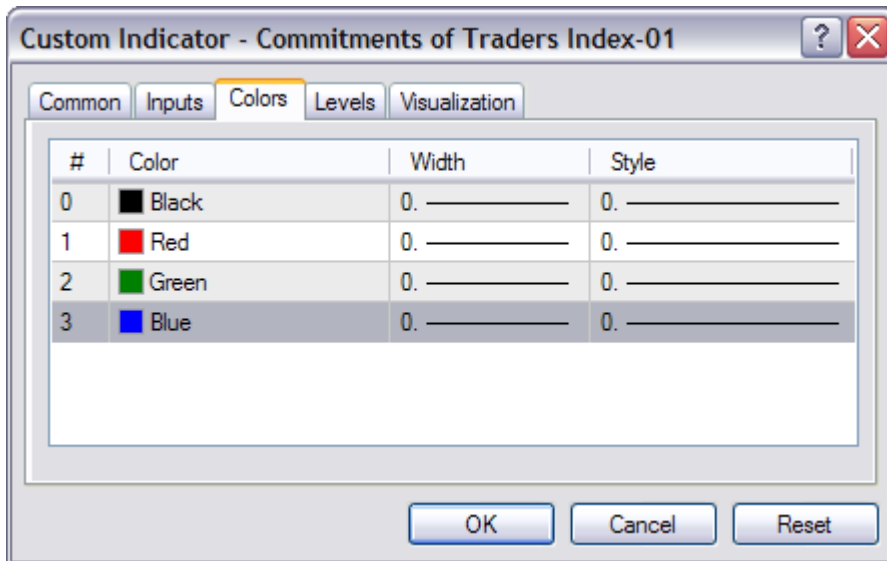 Custom Indicator - Commitments of Traders Index-01
Common Inputs Colors Levels Visualization
# Color Width Style
0 Black 0. 0.
1 Red 0. 0.
2 Green 0. 0.
3 Blue 0. 0.
OK Cancel Reset